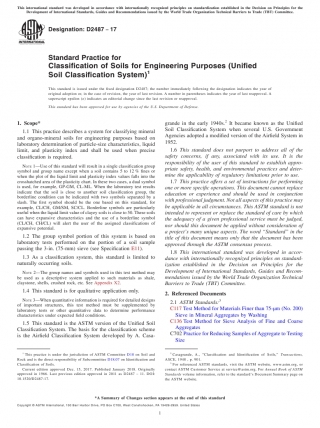 This international standard was developed in accordance with internationally recognized principles on standardization established in the Decision on Principles for the
Development of International Standards, Guides and Recommendations issued by the World Trade Organization Technical Barriers to Trade (TBT) Committee.
Designation: D2487 − 17
Standard Practice for
Classification of Soils for Engineering Purposes (Unified
Soil Classification System)1
This standard is issued under the fixed designation D2487; the number immediately following the designation indicates the year of
original adoption or, in the case of revision, the year of last revision. A number in parentheses indicates the year of last reapproval. A
superscript epsilon (ε) indicates an editorial change since the last revision or reapproval.
This standard has been approved for use by agencies of the U.S. Department of Defense.
1. Scope*
1.1 This practice describes a system for classifying mineral
and organo-mineral soils for engineering purposes based on
laboratory determination of particle-size characteristics, liquid
limit, and plasticity index and shall be used when precise
classification is required.
NOTE 1—Use of this standard will result in a single classification group
symbol and group name except when a soil contains 5 to 12 % fines or
when the plot of the liquid limit and plasticity index values falls into the
crosshatched area of the plasticity chart. In these two cases, a dual symbol
is used, for example, GP-GM, CL-ML. When the laboratory test results
indicate that the soil is close to another soil classification group, the
borderline condition can be indicated with two symbols separated by a
slash. The first symbol should be the one based on this standard, for
example, CL/CH, GM/SM, SC/CL. Borderline symbols are particularly
useful when the liquid limit value of clayey soils is close to 50. These soils
can have expansive characteristics and the use of a borderline symbol
(CL/CH, CH/CL) will alert the user of the assigned classifications of
expansive potential.
1.2 The group symbol portion of this system is based on
laboratory tests performed on the portion of a soil sample
passing the 3-in. (75-mm) sieve (see Specification E11).
1.3 As a classification system, this standard is limited to
naturally occurring soils.
NOTE 2—The group names and symbols used in this test method may
be used as a descriptive system applied to such materials as shale,
claystone, shells, crushed rock, etc. See Appendix X2.
1.4 This standard is for qualitative application only.
NOTE 3—When quantitative information is required for detailed designs
of important structures, this test method must be supplemented by
laboratory tests or other quantitative data to determine performance
characteristics under expected field conditions.
1.5 This standard is the ASTM version of the Unified Soil
Classification System. The basis for the classification scheme
is the Airfield Classification System developed by A. Casa-
grande in the early 1940s.2 It became known as the Unified
Soil Classification System when several U.S. Government
Agencies adopted a modified version of the Airfield System in
1952.
1.6 This standard does not purport to address all of the
safety concerns, if any, associated with its use. It is the
responsibility of the user of this standard to establish appro-
priate safety, health, and environmental practices and deter-
mine the applicability of regulatory limitations prior to use.
1.7 This practice offers a set of instructions for performing
one or more specific operations. This document cannot replace
education or experience and should be used in conjunction
with professional judgment. Not all aspects of this practice may
be applicable in all circumstances. This ASTM standard is not
intended to represent or replace the standard of care by which
the adequacy of a given professional service must be judged,
nor should this document be applied without consideration of
a project's many unique aspects. The word "Standard" in the
title of this document means only that the document has been
approved through the ASTM consensus process.
1.8 This international standard was developed in accor-
dance with internationally recognized principles on standard-
ization established in the Decision on Principles for the
Development of International Standards, Guides and Recom-
mendations issued by the World Trade Organization Technical
Barriers to Trade (TBT) Committee.
2. Referenced Documents
2.1 ASTM Standards:3
C117 Test Method for Materials Finer than 75-μm (No. 200)
Sieve in Mineral Aggregates by Washing
C136 Test Method for Sieve Analysis of Fine and Coarse
Aggregates
C702 Practice for Reducing Samples of Aggregate to Testing
Size
1 This practice is under the jurisdiction of ASTM Committee D18 on Soil and
Rock and is the direct responsibility of Subcommittee D18.07 on Identification and
Classification of Soils.
Current edition approved Dec. 15, 2017. Published January 2018. Originally
approved in 1966. Last previous edition approved in 2011 as D2487 – 11. DOI:
10.1520/D2487-17.
2 Casagrande, A., "Classification and Identification of Soils," Transactions,
ASCE, 1948, p. 901.
3 For referenced ASTM standards, visit the ASTM website, www.astm.org, or
contact ASTM Customer Service at service@astm.org. For Annual Book of ASTM
Standards volume information, refer to the standard's Document Summary page on
the ASTM website.
*A Summary of Changes section appears at the end of this standard
Copyright © ASTM International, 100 Barr Harbor Drive, PO Box C700, West Conshohocken, PA 19428-2959. United States
1